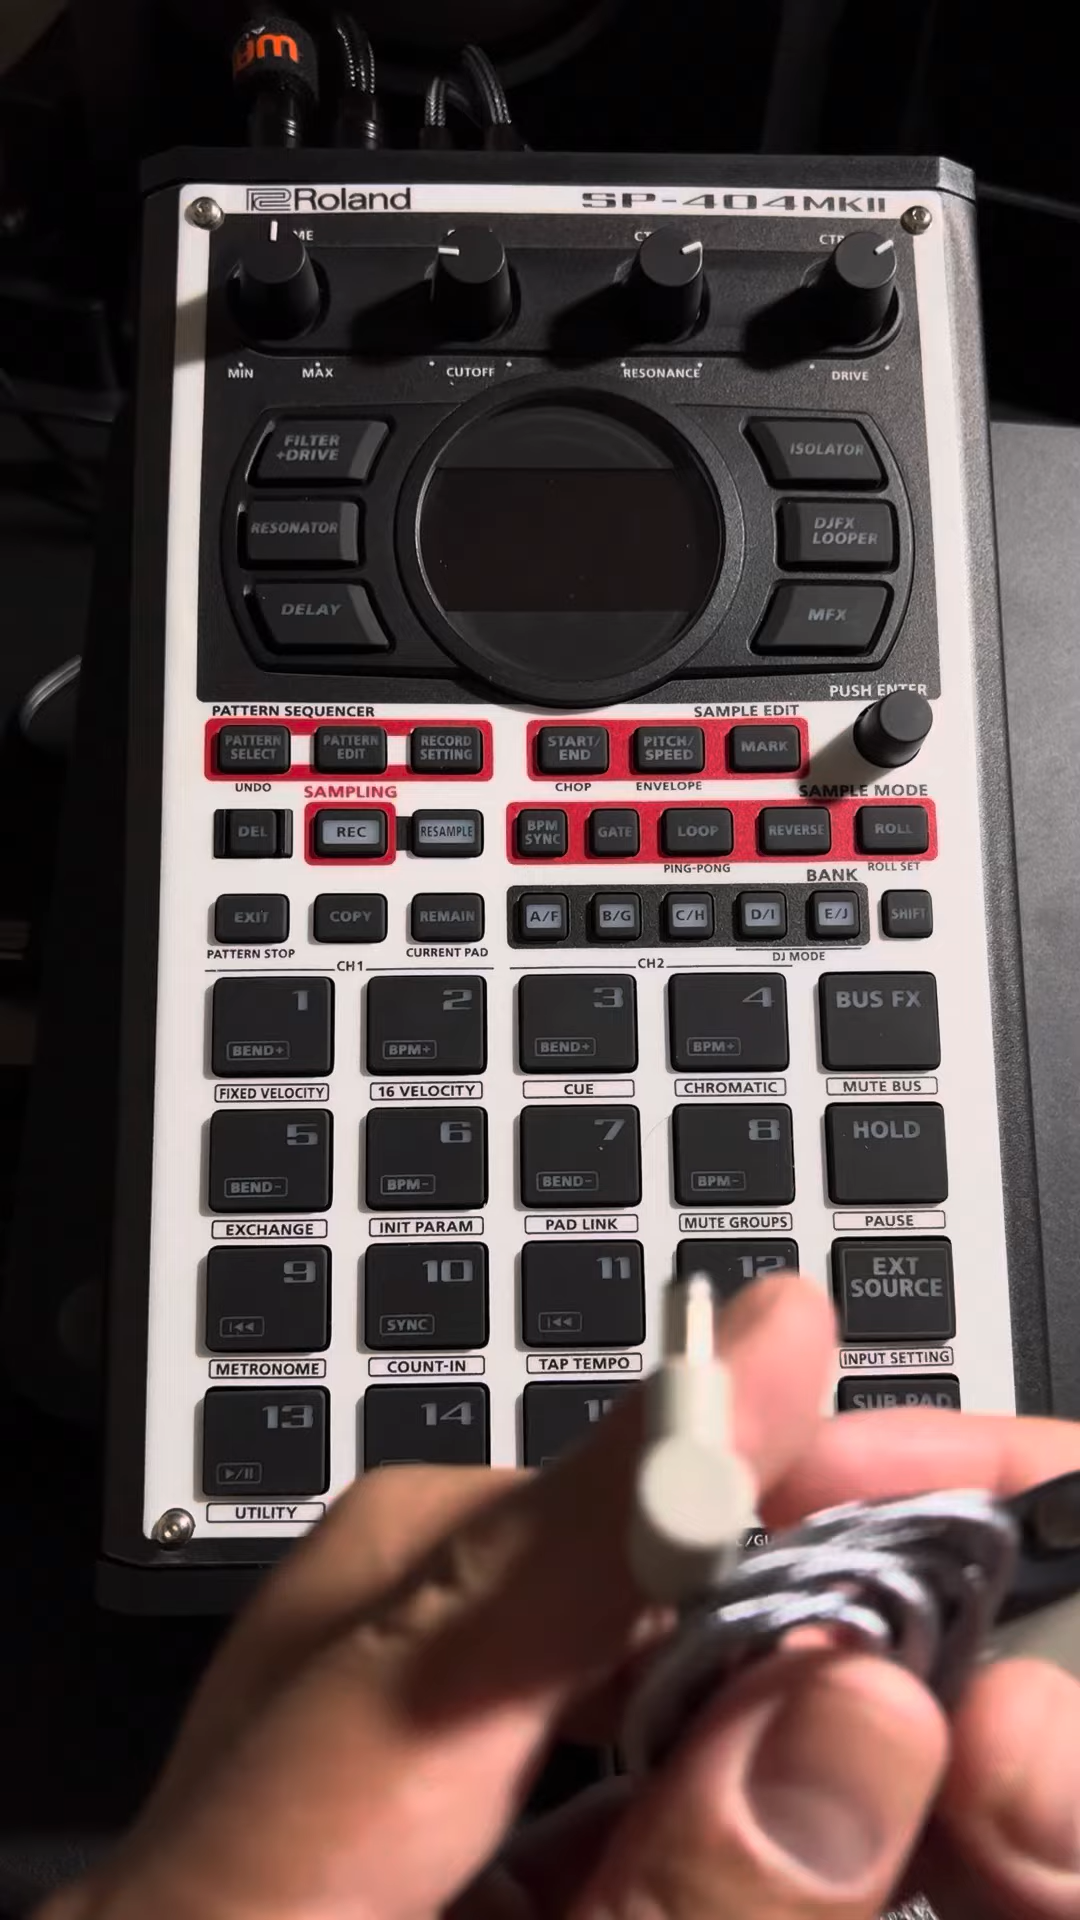 Roland
SP-404MKII
MIN
MAX
CUTOFF
RESONANCE
DRIVE
FILTER
+DRIVE
ISOLATOR
RESONATOR
DJFX
LOOPER
DELAY
MFX
PUSH ENTER
PATTERN SEQUENCER
SAMPLE EDIT
PATTERN
SELECT
PATTERN
EDIT
RECORD
SETTING
START/
END
PITCH/
SPEED
MARK
UNDO
SAMPLING
CHOP
ENVELOPE
SAMPLE MODE
DEL
REC
RESAMPLE
BPM
SYNC
GATE
LOOP
REVERSE
ROLL
PING-PONG
ROLL SET
BANK
EXIT
COPY
REMAIN
A/F
B/G
C/H
D/I
E/J
SHIFT
PATTERN STOP
CURRENT PAD
DJ MODE
CH1
CH2
1
BEND+
2
BPM+
3
BEND+
4
BPM+
BUS FX
FIXED VELOCITY
16 VELOCITY
CUE
CHROMATIC
MUTE BUS
5
BEND-
6
BPM-
7
BEND-
8
BPM-
HOLD
EXCHANGE
INIT PARAM
PAD LINK
MUTE GROUPS
PAUSE
9
10
SYNC
11
12
EXT
SOURCE
METRONOME
COUNT-IN
TAP TEMPO
INPUT SETTING
13
14
SUB PAD
UTILITY